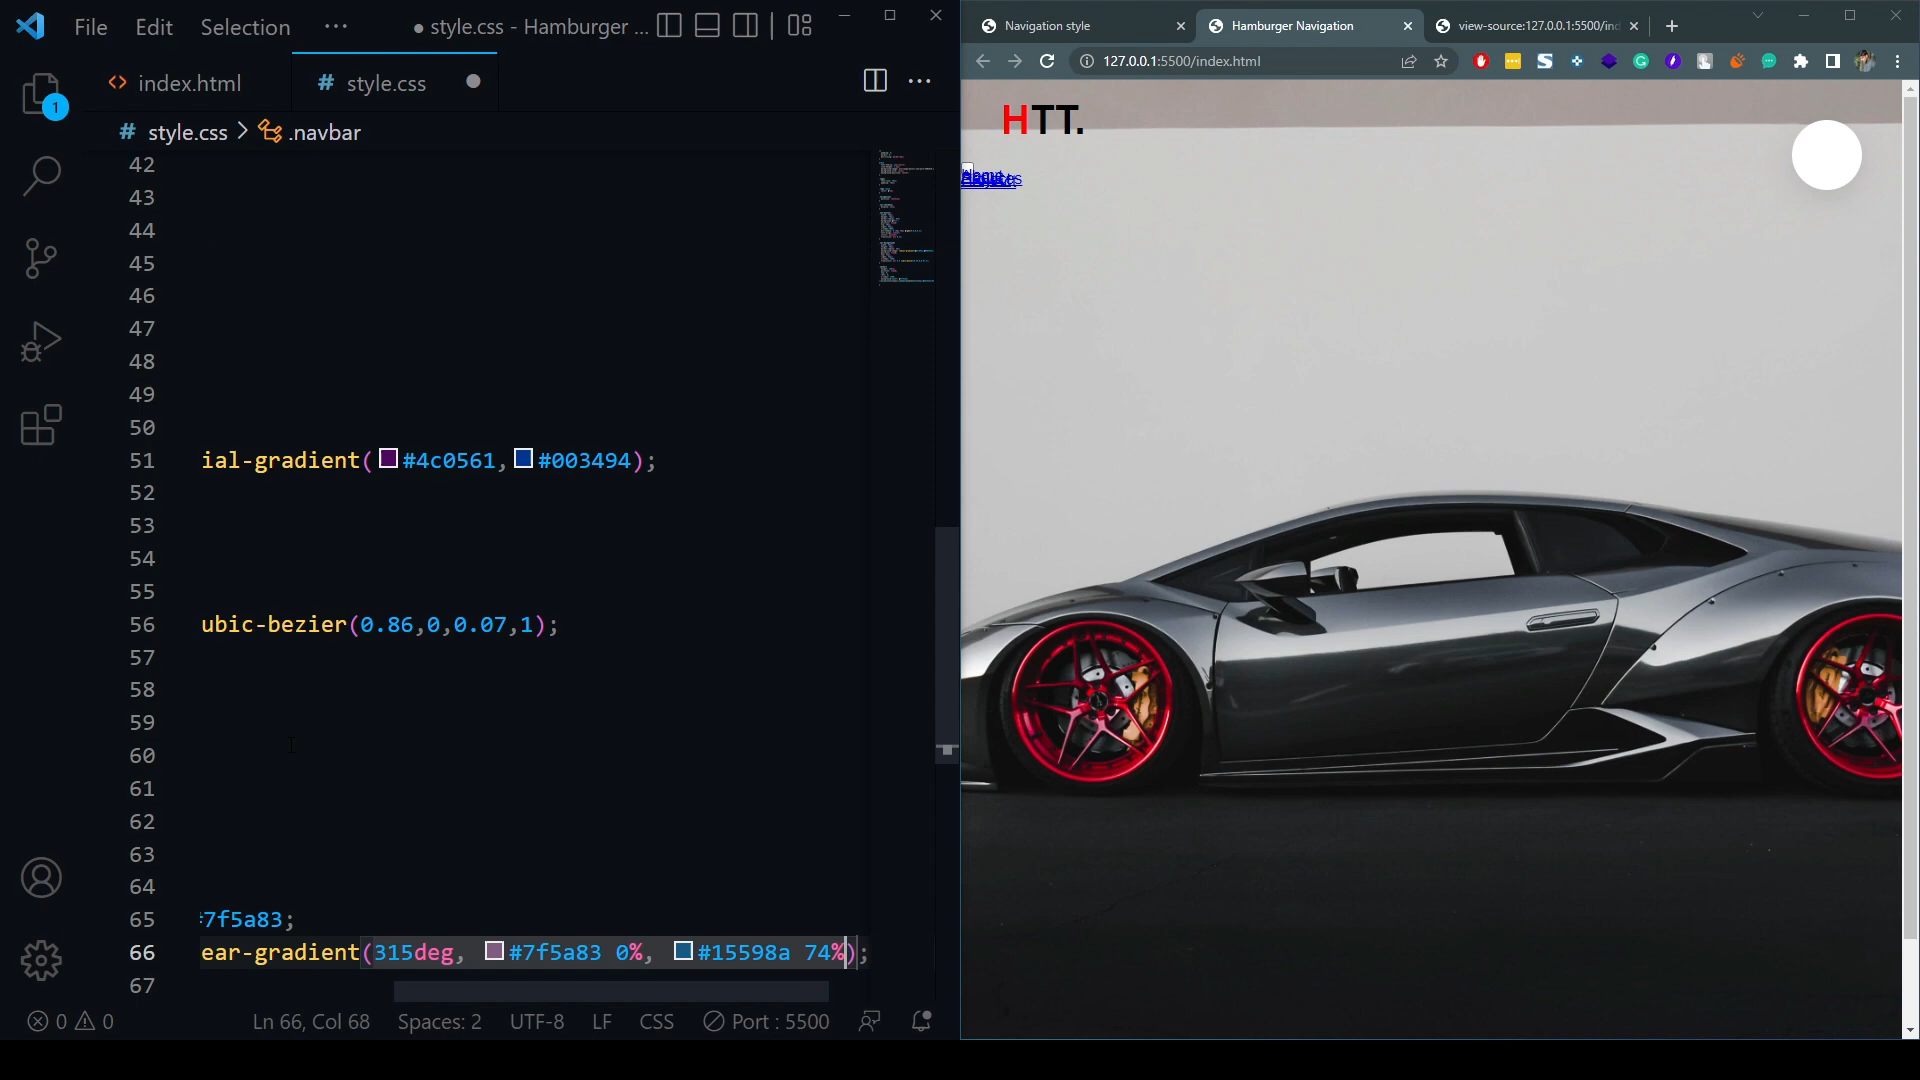 File Edit Selection ··· ● style.css - Hamburger ...
index.html # style.css
# style.css > .navbar
1
42
43
44
45
46
47
48
49
50
51 ial-gradient(#4c0561,#003494);
52
53
54
55
56 ubic-bezier(0.86,0,0.07,1);
57
58
59
60
61
62
63
64
65 #7f5a83;
66 ear-gradient(315deg, #7f5a83 0%, #15598a 74%);
67
0 0 Ln 66, Col 68 Spaces: 2 UTF-8 LF CSS Port : 5500
Navigation style Hamburger Navigation view-source:127.0.0.1:5500/ind
127.0.0.1:5500/index.html
HTT.